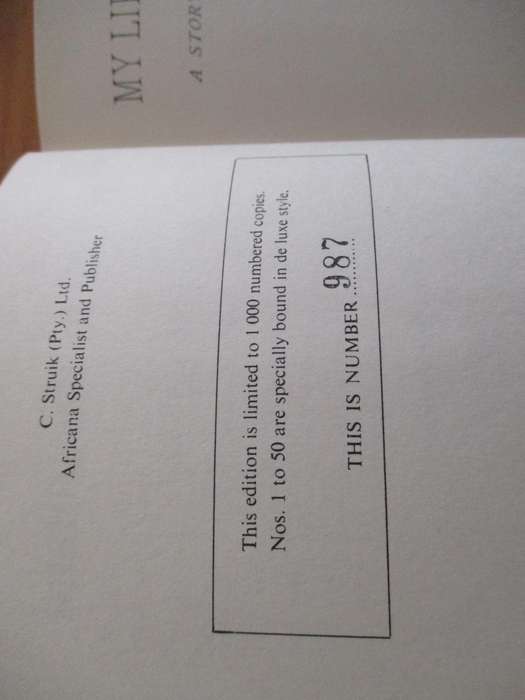 C. Struik (Pty.) Ltd.
Africana Specialist and Publisher
This edition is limited to 1 000 numbered copies.
Nos. 1 to 50 are specially bound in de luxe style.
THIS IS NUMBER 987
MY
A